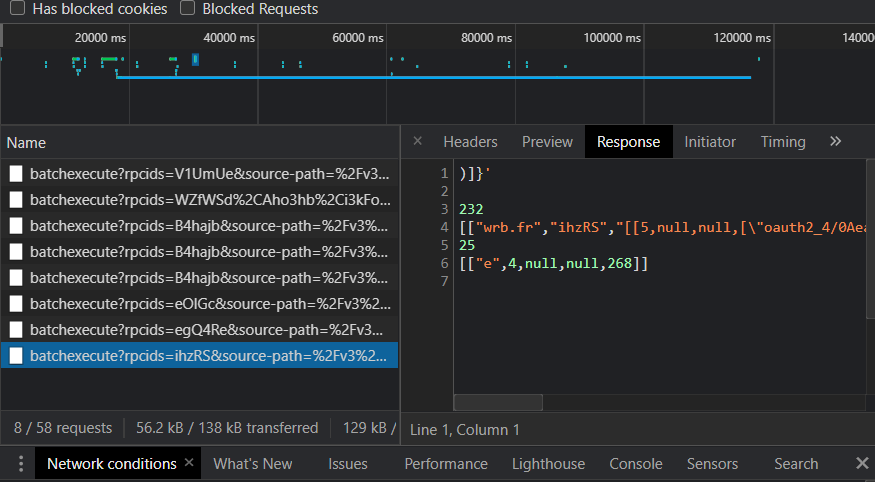 Has blocked cookies Blocked Requests
20000 ms 40000 ms 60000 ms 80000 ms 100000 ms 120000 ms 14000
Name
× Headers Preview Response Initiator Timing »
batchexecute?rpcids=V1UmUe&source-path=%2Fv3...
batchexecute?rpcids=WZfWSd%2CAho3hb%2Ci3kFo...
batchexecute?rpcids=B4hajb&source-path=%2Fv3%...
batchexecute?rpcids=B4hajb&source-path=%2Fv3%...
batchexecute?rpcids=B4hajb&source-path=%2Fv3%...
batchexecute?rpcids=eOIGc&source-path=%2Fv3%2...
batchexecute?rpcids=egQ4Re&source-path=%2Fv3...
batchexecute?rpcids=ihzRS&source-path=%2Fv3%2...
1 )]}'
2
3 232
4 [["wrb.fr","ihzRS","[[5,null,null,[\"oauth2_4/0Aea
5 25
6 [["e",4,null,null,268]]
7
8 / 58 requests 56.2 kB / 138 kB transferred 129 kB /
Line 1, Column 1
Network conditions × What's New Issues Performance Lighthouse Console Sensors Search ×